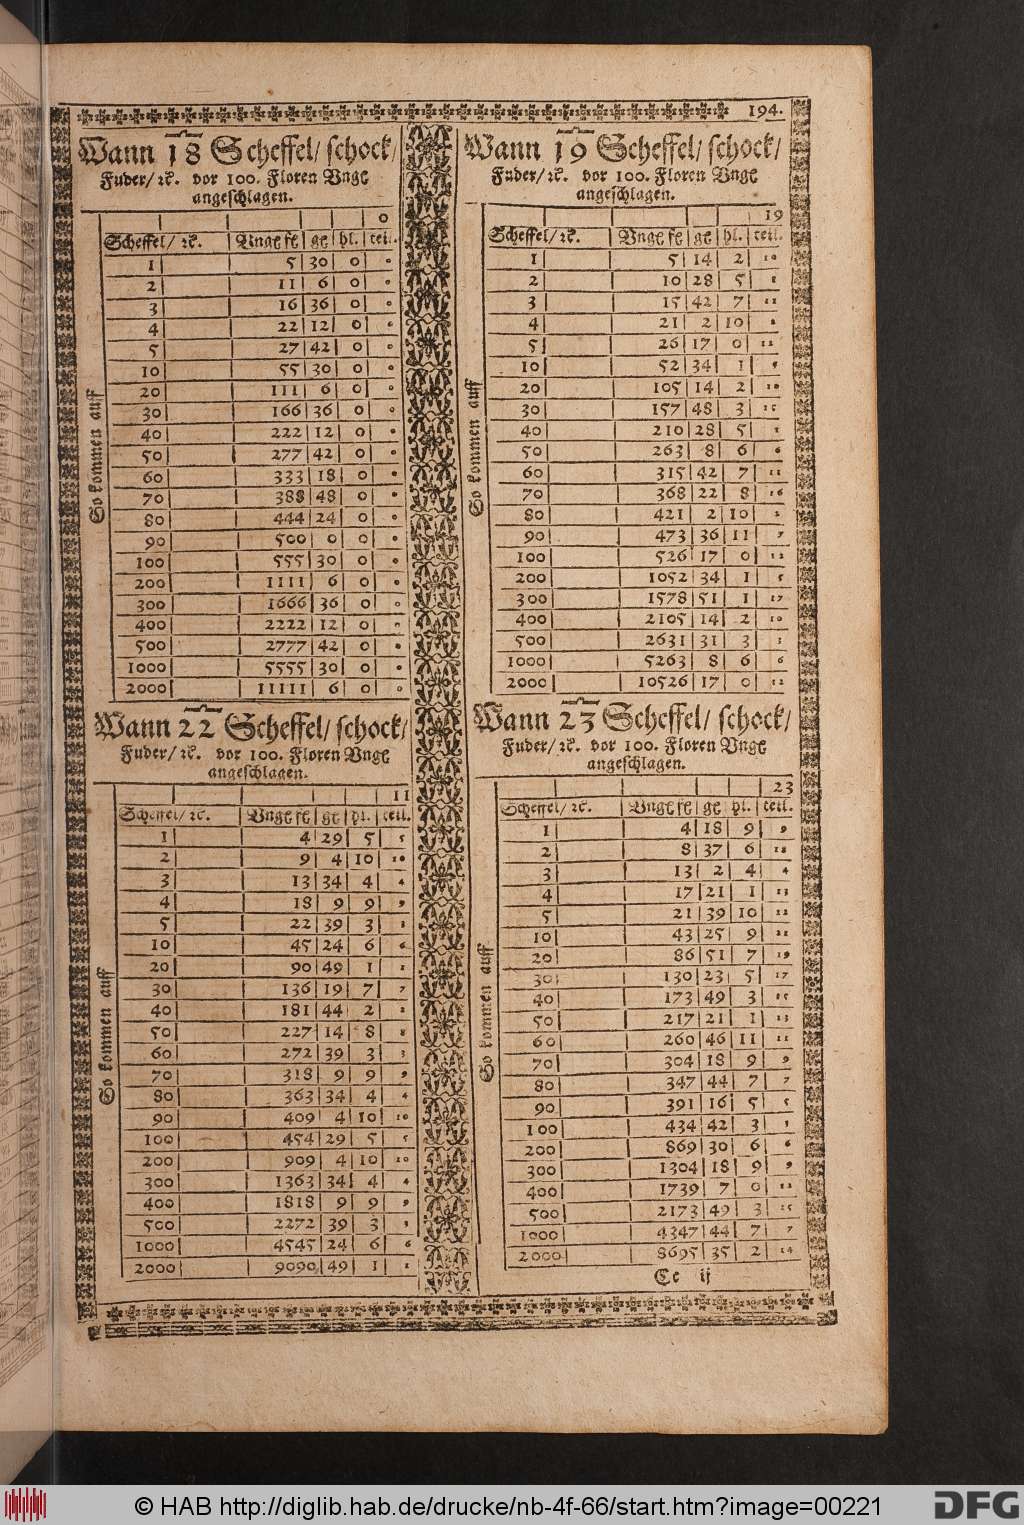 194.
Wann 18 Scheffel/ schock/
Fuder/ ꝛc. vor 100. Floren Vngȩ
angeschlagen.
0
Scheffel/ ꝛc. | Vngȩ fȩ | gȩ | hl. | teil.
So kommen auff
1 | 5 | 30 | 0 | 0
2 | 11 | 6 | 0 | 0
3 | 16 | 36 | 0 | 0
4 | 22 | 12 | 0 | 0
5 | 27 | 42 | 0 | 0
10 | 55 | 30 | 0 | 0
20 | 111 | 6 | 0 | 0
30 | 166 | 36 | 0 | 0
40 | 222 | 12 | 0 | 0
50 | 277 | 42 | 0 | 0
60 | 333 | 18 | 0 | 0
70 | 388 | 48 | 0 | 0
80 | 444 | 24 | 0 | 0
90 | 500 | 0 | 0 | 0
100 | 555 | 30 | 0 | 0
200 | 1111 | 6 | 0 | 0
300 | 1666 | 36 | 0 | 0
400 | 2222 | 12 | 0 | 0
500 | 2777 | 42 | 0 | 0
1000 | 5555 | 30 | 0 | 0
2000 | 11111 | 6 | 0 | 0
Wann 19 Scheffel/ schock/
Fuder/ ꝛc. vor 100. Floren Vngȩ
angeschlagen.
19
Scheffel/ ꝛc. | Vngȩ fȩ | gȩ | hl. | teil.
So kommen auff
1 | 5 | 14 | 2 | 10
2 | 10 | 28 | 5 | 1
3 | 15 | 42 | 7 | 11
4 | 21 | 2 | 10 | 2
5 | 26 | 17 | 0 | 12
10 | 52 | 34 | 1 | 5
20 | 105 | 14 | 2 | 10
30 | 157 | 48 | 3 | 15
40 | 210 | 28 | 5 | 1
50 | 263 | 8 | 6 | 6
60 | 315 | 42 | 7 | 11
70 | 368 | 22 | 8 | 16
80 | 421 | 2 | 10 | 2
90 | 473 | 36 | 11 | 7
100 | 526 | 17 | 0 | 12
200 | 1052 | 34 | 1 | 5
300 | 1578 | 51 | 1 | 17
400 | 2105 | 14 | 2 | 10
500 | 2631 | 31 | 3 | 3
1000 | 5263 | 8 | 6 | 6
2000 | 10526 | 17 | 0 | 12
Wann 22 Scheffel/ schock/
Fuder/ ꝛc. vor 100. Floren Vngȩ
angeschlagen.
11
Scheffel/ ꝛc. | Vngȩ fȩ | gȩ | hl. | teil.
So kommen auff
1 | 4 | 29 | 5 | 5
2 | 9 | 4 | 10 | 10
3 | 13 | 34 | 4 | 4
4 | 18 | 9 | 9 | 9
5 | 22 | 39 | 3 | 3
10 | 45 | 24 | 6 | 6
20 | 90 | 49 | 1 | 1
30 | 136 | 19 | 7 | 7
40 | 181 | 44 | 2 | 2
50 | 227 | 14 | 8 | 8
60 | 272 | 39 | 3 | 3
70 | 318 | 9 | 9 | 9
80 | 363 | 34 | 4 | 4
90 | 409 | 4 | 10 | 10
100 | 454 | 29 | 5 | 5
200 | 909 | 4 | 10 | 10
300 | 1363 | 34 | 4 | 4
400 | 1818 | 9 | 9 | 9
500 | 2272 | 39 | 3 | 3
1000 | 4545 | 24 | 6 | 6
2000 | 9090 | 49 | 1 | 1
Wann 23 Scheffel/ schock/
Fuder/ ꝛc. vor 100. Floren Vngȩ
angeschlagen.
23
Scheffel/ ꝛc. | Vngȩ fȩ | gȩ | hl. | teil.
So kommen auff
1 | 4 | 18 | 9 | 9
2 | 8 | 37 | 6 | 18
3 | 13 | 2 | 4 | 4
4 | 17 | 21 | 1 | 13
5 | 21 | 39 | 10 | 22
10 | 43 | 25 | 9 | 21
20 | 86 | 51 | 7 | 19
30 | 130 | 23 | 5 | 17
40 | 173 | 49 | 3 | 15
50 | 217 | 21 | 1 | 13
60 | 260 | 46 | 11 | 11
70 | 304 | 18 | 9 | 9
80 | 347 | 44 | 7 | 7
90 | 391 | 16 | 5 | 5
100 | 434 | 42 | 3 | 3
200 | 869 | 30 | 6 | 6
300 | 1304 | 18 | 9 | 9
400 | 1739 | 7 | 0 | 12
500 | 2173 | 49 | 3 | 15
1000 | 4347 | 44 | 7 | 7
2000 | 8695 | 35 | 2 | 14
Cc ij
© HAB http://diglib.hab.de/drucke/nb-4f-66/start.htm?image=00221
DFG